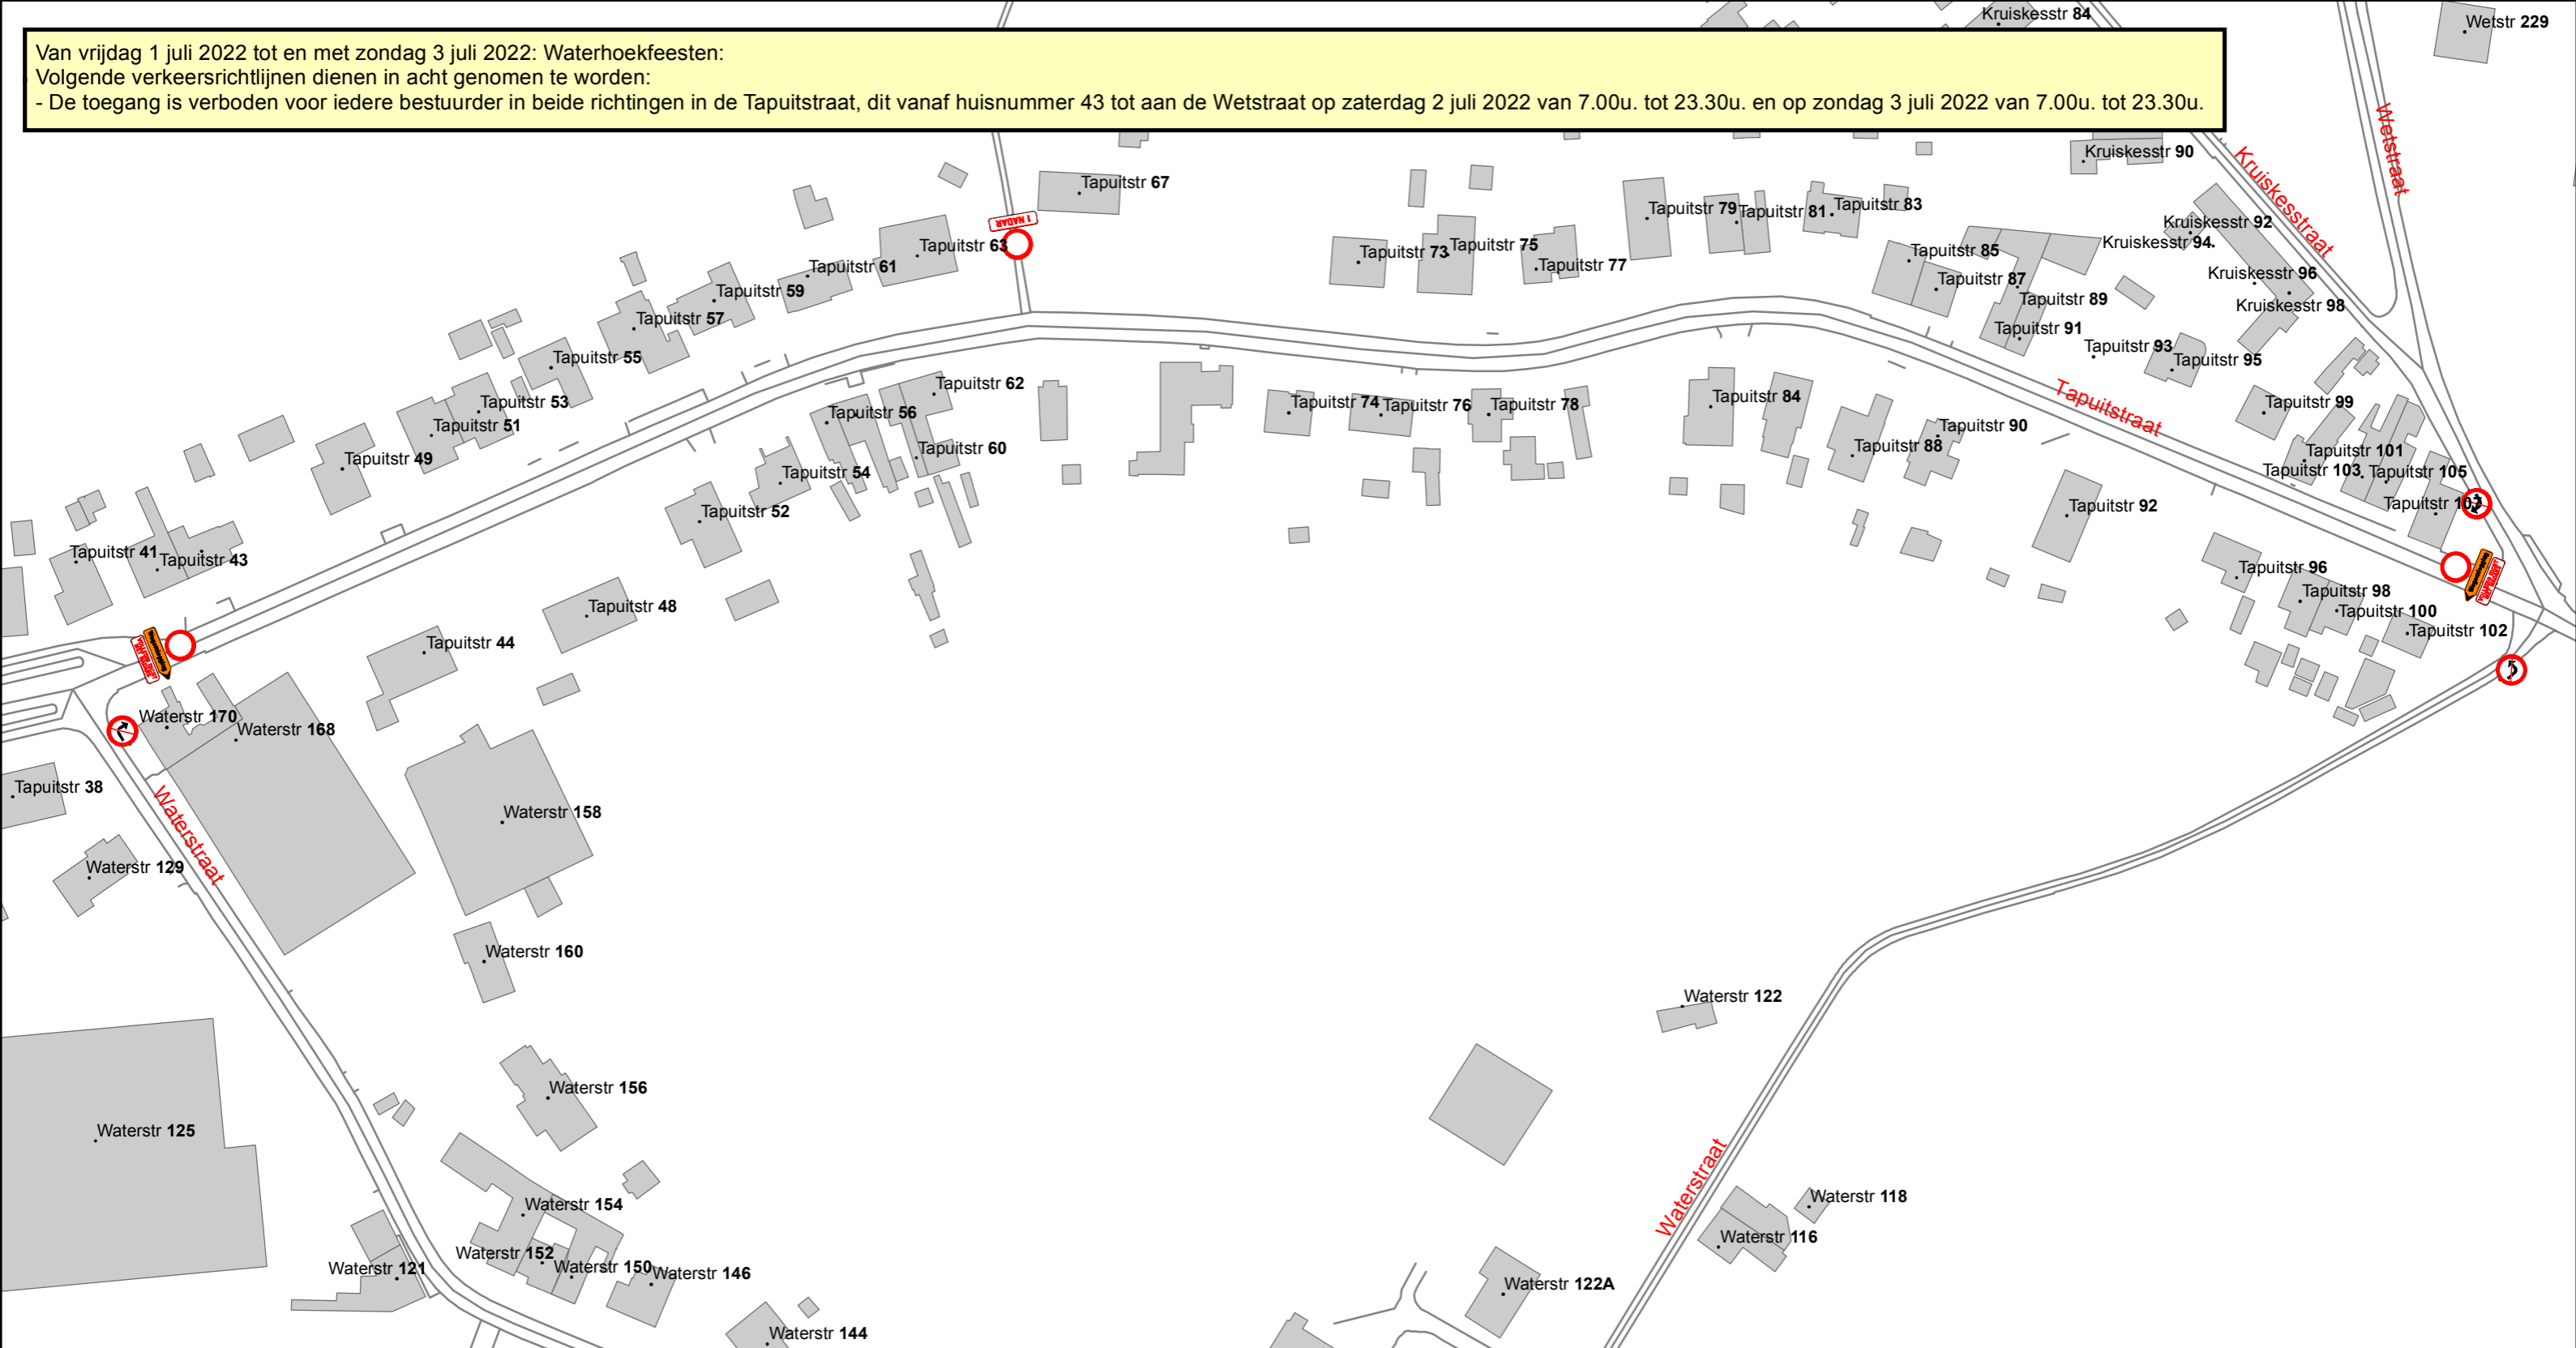 Van vrijdag 1 juli 2022 tot en met zondag 3 juli 2022: Waterhoekfeesten:
Volgende verkeersrichtlijnen dienen in acht genomen te worden:
- De toegang is verboden voor iedere bestuurder in beide richtingen in de Tapuitstraat, dit vanaf huisnummer 43 tot aan de Wetstraat op zaterdag 2 juli 2022 van 7.00u. tot 23.30u. en op zondag 3 juli 2022 van 7.00u. tot 23.30u.
Kruiskesstr 84
Wetstr 229
Wetstraat
Kruiskesstraat
Kruiskesstr 90
Kruiskesstr 92
Kruiskesstr 94
Kruiskesstr 96
Kruiskesstr 98
Tapuitstr 67
1 NADAR
Tapuitstr 63
Tapuitstr 61
Tapuitstr 59
Tapuitstr 57
Tapuitstr 55
Tapuitstr 53
Tapuitstr 51
Tapuitstr 49
Tapuitstr 43
Tapuitstr 41
Tapuitstr 73
Tapuitstr 75
Tapuitstr 77
Tapuitstr 79
Tapuitstr 81
Tapuitstr 83
Tapuitstr 85
Tapuitstr 87
Tapuitstr 89
Tapuitstr 91
Tapuitstr 93
Tapuitstr 95
Tapuitstr 99
Tapuitstr 101
Tapuitstr 103
Tapuitstr 105
Tapuitstr 107
Tapuitstraat
Tapuitstr 62
Tapuitstr 56
Tapuitstr 60
Tapuitstr 54
Tapuitstr 52
Tapuitstr 48
Tapuitstr 44
Tapuitstr 38
Tapuitstr 74
Tapuitstr 76
Tapuitstr 78
Tapuitstr 84
Tapuitstr 88
Tapuitstr 90
Tapuitstr 92
Tapuitstr 96
Tapuitstr 98
Tapuitstr 100
Tapuitstr 102
Wegomlegging
Wegomlegging
Waterstr 170
Waterstr 168
Waterstraat
Waterstr 129
Waterstr 158
Waterstr 160
Waterstr 156
Waterstr 125
Waterstr 154
Waterstr 152
Waterstr 150
Waterstr 146
Waterstr 121
Waterstr 144
Waterstr 122
Waterstraat
Waterstr 118
Waterstr 116
Waterstr 122A